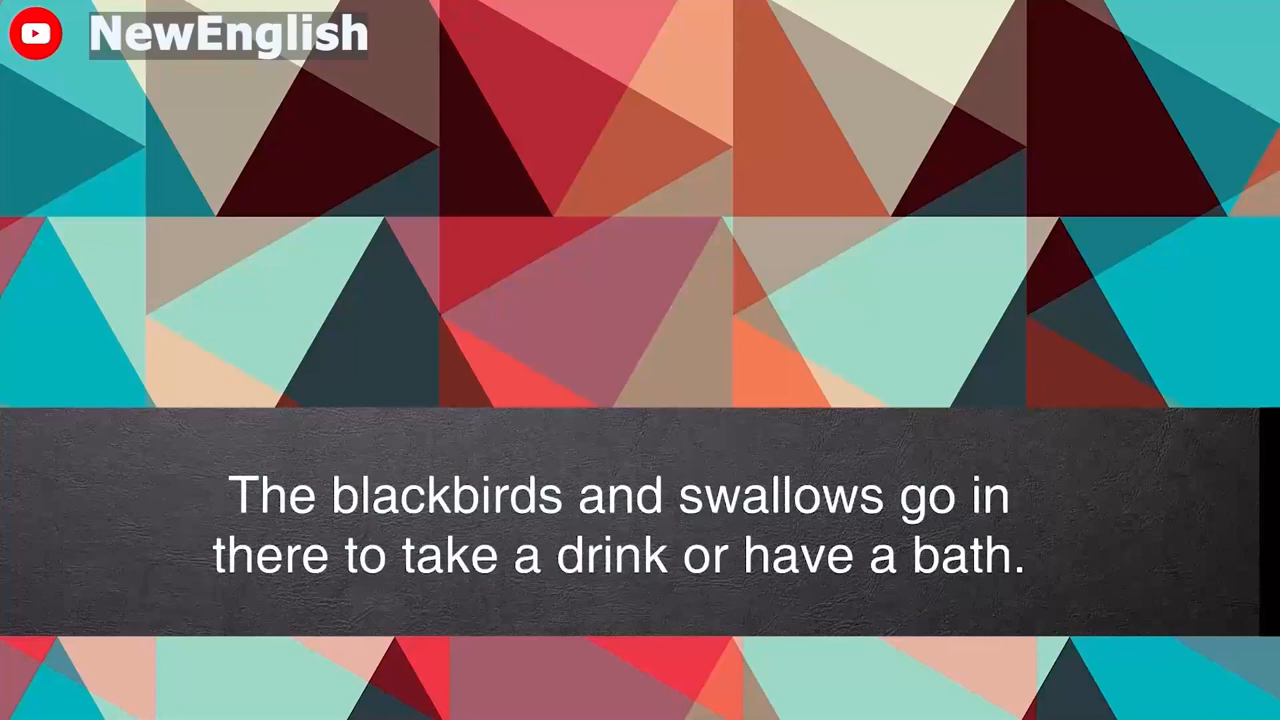 NewEnglish
The blackbirds and swallows go in
there to take a drink or have a bath.